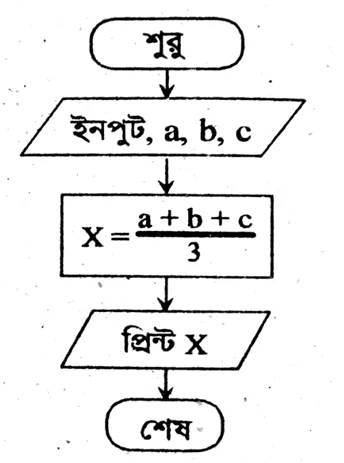 শুরু
ইনপুট, a, b, c
X = (a + b + c) / 3
প্রিন্ট X
শেষ